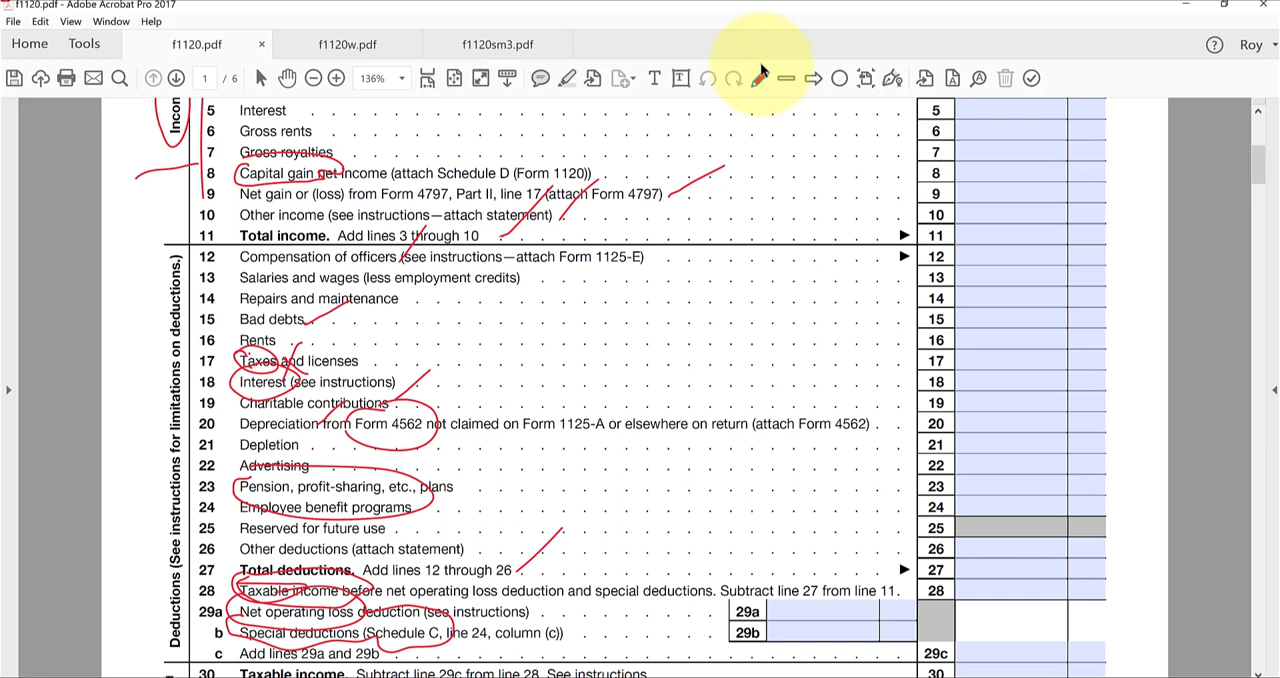 f1120.pdf - Adobe Acrobat Pro 2017
File Edit View Window Help
Home Tools f1120.pdf × f1120w.pdf f1120sm3.pdf ? Roy
1 / 6 136%
Incon
5 Interest 5
6 Gross rents 6
7 Gross royalties 7
8 Capital gain net income (attach Schedule D (Form 1120)) 8
9 Net gain or (loss) from Form 4797, Part II, line 17 (attach Form 4797) 9
10 Other income (see instructions—attach statement) 10
11 Total income. Add lines 3 through 10 ▶ 11
Deductions (See instructions for limitations on deductions.)
12 Compensation of officers (see instructions—attach Form 1125-E) ▶ 12
13 Salaries and wages (less employment credits) 13
14 Repairs and maintenance 14
15 Bad debts 15
16 Rents 16
17 Taxes and licenses 17
18 Interest (see instructions) 18
19 Charitable contributions 19
20 Depreciation from Form 4562 not claimed on Form 1125-A or elsewhere on return (attach Form 4562) 20
21 Depletion 21
22 Advertising 22
23 Pension, profit-sharing, etc., plans 23
24 Employee benefit programs 24
25 Reserved for future use 25
26 Other deductions (attach statement) 26
27 Total deductions. Add lines 12 through 26 ▶ 27
28 Taxable income before net operating loss deduction and special deductions. Subtract line 27 from line 11. 28
29a Net operating loss deduction (see instructions) 29a
b Special deductions (Schedule C, line 24, column (c)) 29b
c Add lines 29a and 29b 29c
30 Taxable income. Subtract line 29c from line 28. See instructions 30